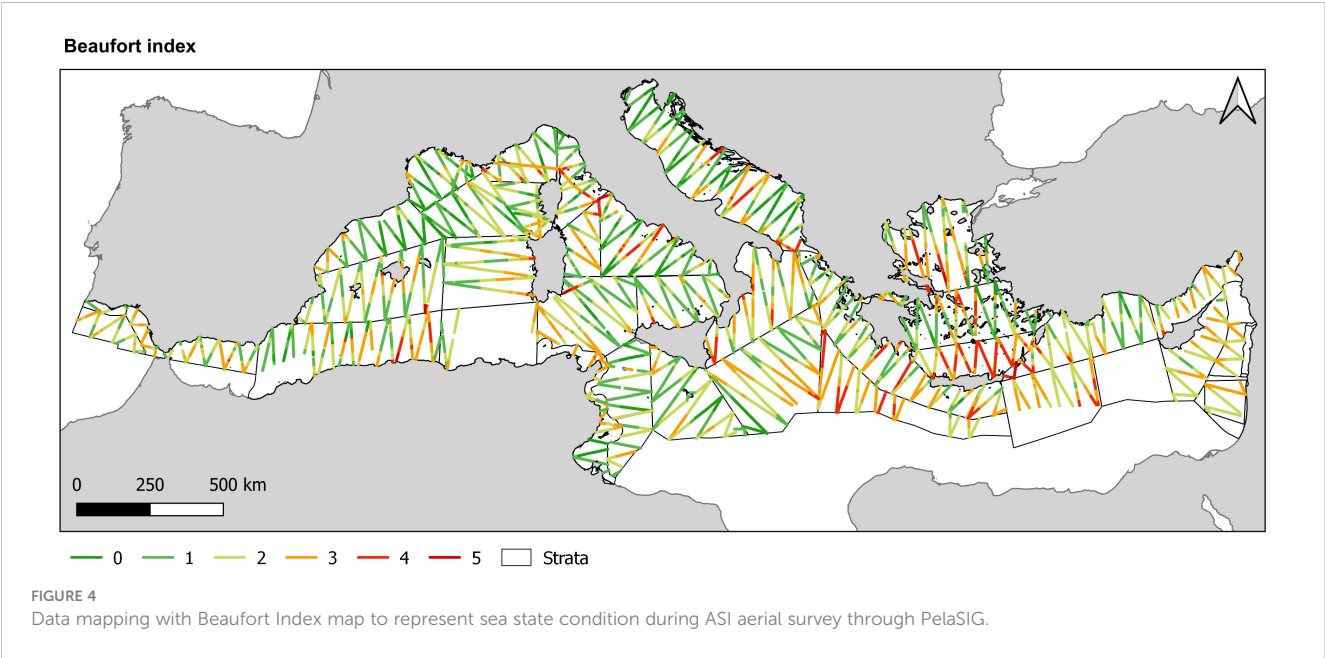 Beaufort index
0 250 500 km
0 1 2 3 4 5 Strata
FIGURE 4
Data mapping with Beaufort Index map to represent sea state condition during ASI aerial survey through PelaSIG.